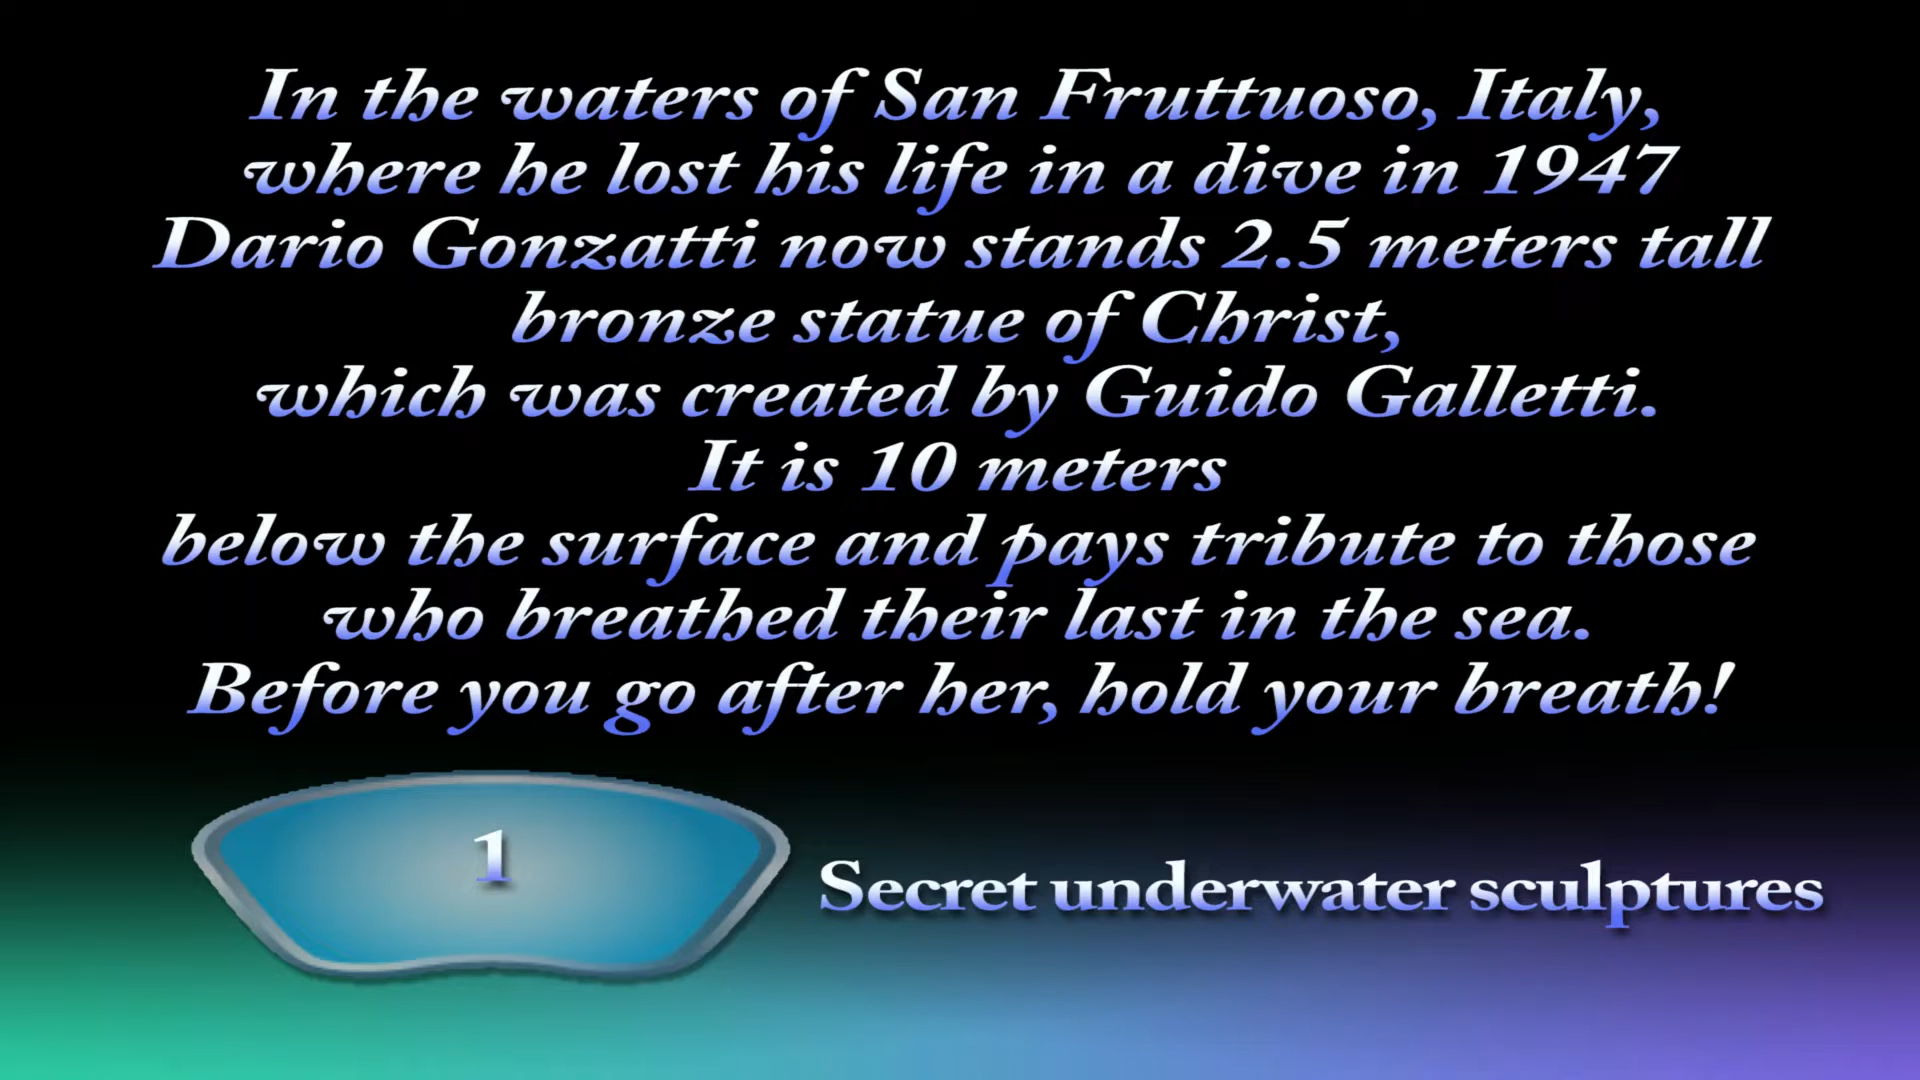 In the waters of San Fruttuoso, Italy,
where he lost his life in a dive in 1947
Dario Gonzatti now stands 2.5 meters tall
bronze statue of Christ,
which was created by Guido Galletti.
It is 10 meters
below the surface and pays tribute to those
who breathed their last in the sea.
Before you go after her, hold your breath!
1
Secret underwater sculptures